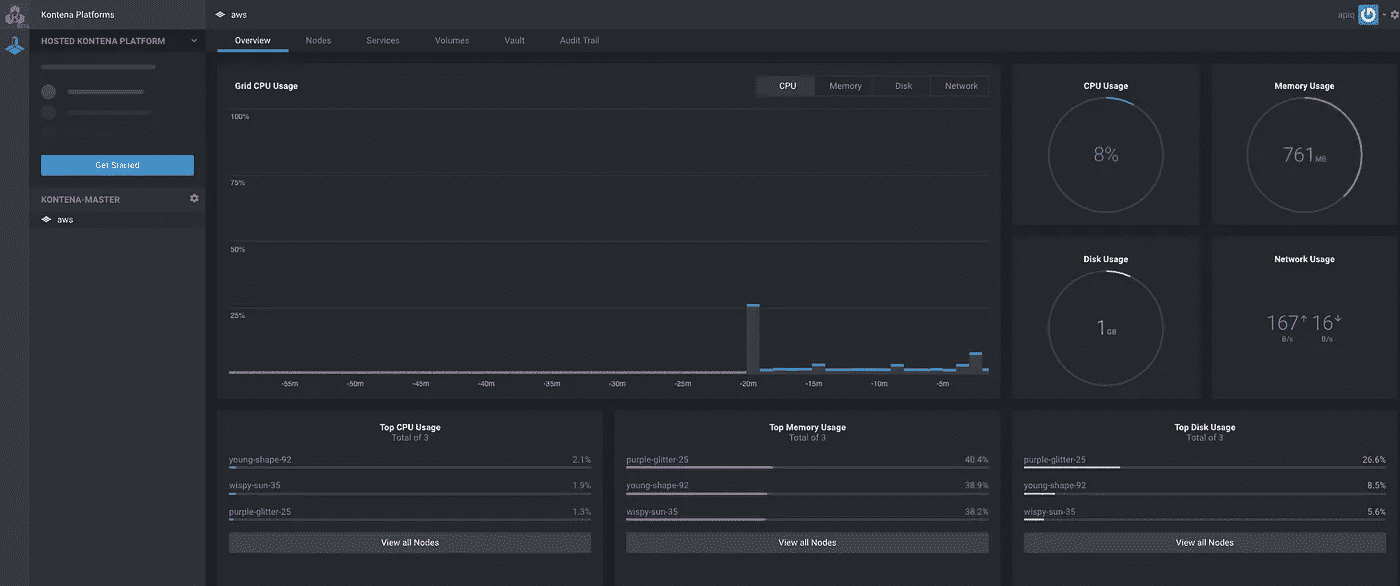 Kontena Platforms
aws
apiq
BETA
HOSTED KONTENA PLATFORM
Get Started
KONTENA-MASTER
aws
Overview
Nodes
Services
Volumes
Vault
Audit Trail
Grid CPU Usage
CPU
Memory
Disk
Network
100%
75%
50%
25%
-55m
-50m
-45m
-40m
-35m
-30m
-25m
-20m
-15m
-10m
-5m
CPU Usage
8%
Memory Usage
761 MB
Disk Usage
1 GB
Network Usage
167↑ 16↓
B/s B/s
Top CPU Usage
Total of 3
young-shape-92 2.1%
wispy-sun-35 1.9%
purple-glitter-25 1.3%
View all Nodes
Top Memory Usage
Total of 3
purple-glitter-25 40.4%
young-shape-92 38.9%
wispy-sun-35 38.2%
View all Nodes
Top Disk Usage
Total of 3
purple-glitter-25 26.6%
young-shape-92 8.5%
wispy-sun-35 5.6%
View all Nodes